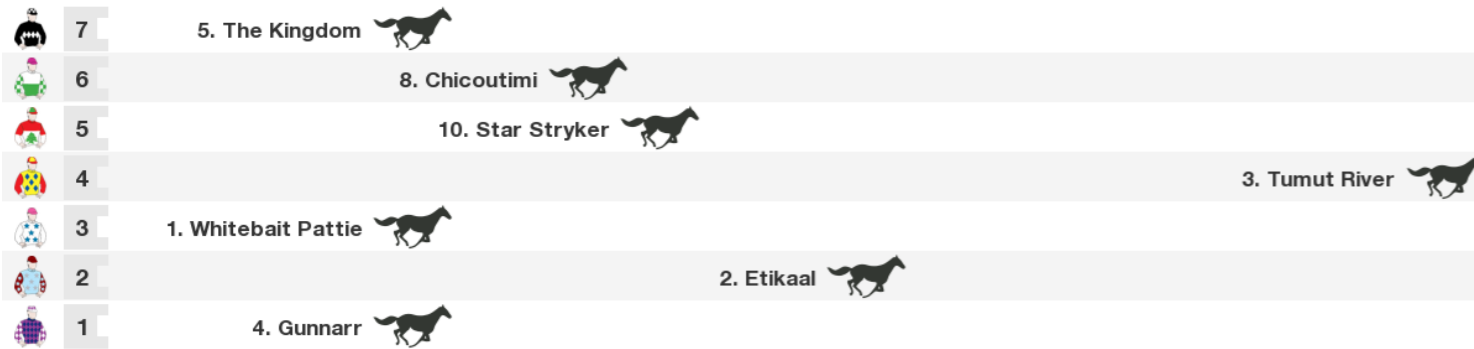 7 5. The Kingdom
6 8. Chicoutimi
5 10. Star Stryker
4 3. Tumut River
3 1. Whitebait Pattie
2 2. Etikaal
1 4. Gunnarr